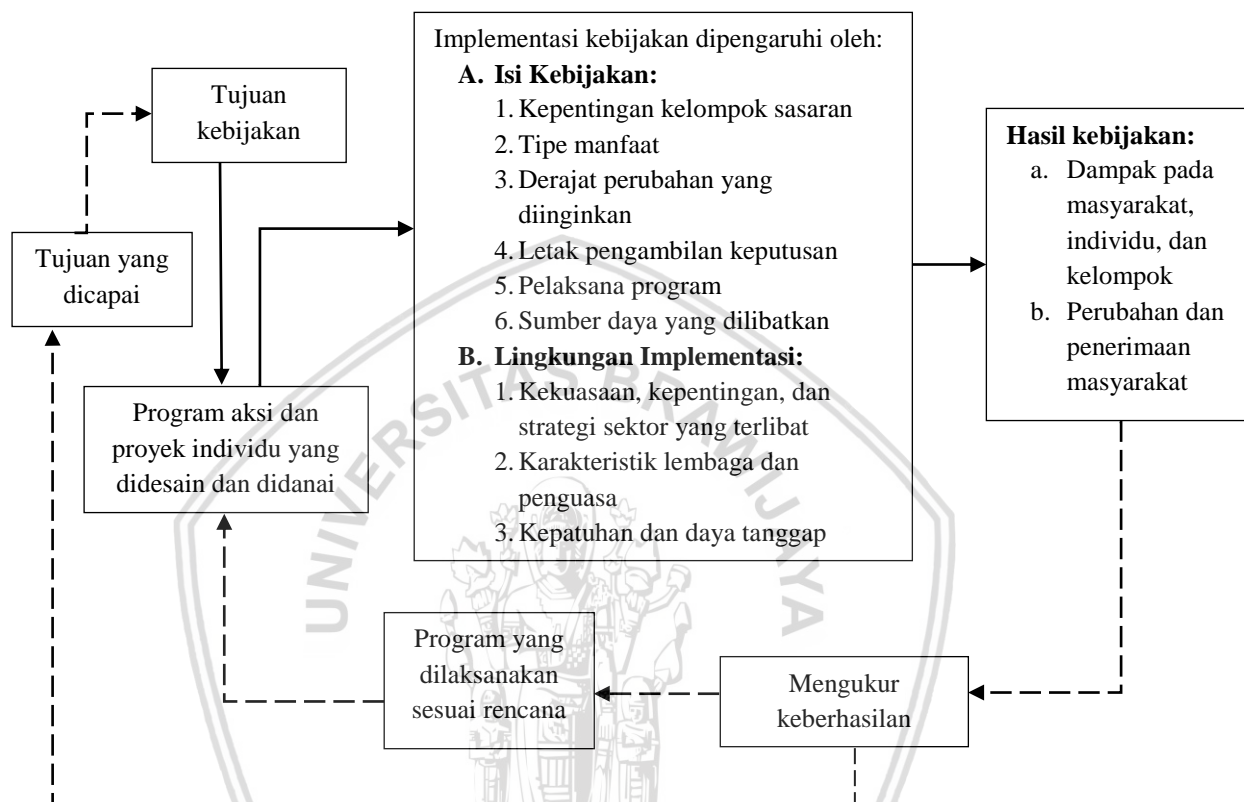 Implementasi kebijakan dipengaruhi oleh:
A. Isi Kebijakan:
1. Kepentingan kelompok sasaran
2. Tipe manfaat
3. Derajat perubahan yang
diinginkan
4. Letak pengambilan keputusan
5. Pelaksana program
6. Sumber daya yang dilibatkan
B. Lingkungan Implementasi:
1. Kekuasaan, kepentingan, dan
strategi sektor yang terlibat
2. Karakteristik lembaga dan
penguasa
3. Kepatuhan dan daya tanggap
Tujuan
kebijakan
Tujuan yang
dicapai
Program aksi dan
proyek individu yang
didesain dan didanai
Hasil kebijakan:
a. Dampak pada
masyarakat,
individu, dan
kelompok
b. Perubahan dan
penerimaan
masyarakat
Program yang
dilaksanakan
sesuai rencana
Mengukur
keberhasilan
UNIVERSITAS BRAWIJAYA